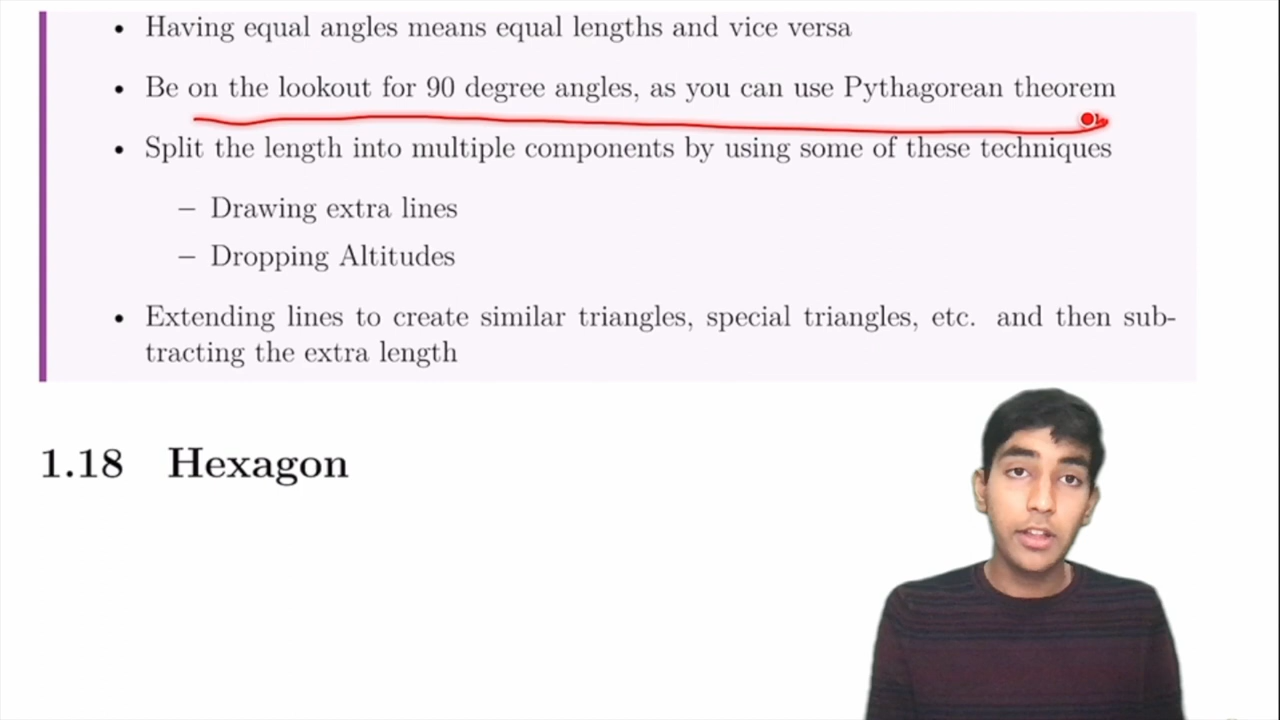 • Having equal angles means equal lengths and vice versa
• Be on the lookout for 90 degree angles, as you can use Pythagorean theorem
• Split the length into multiple components by using some of these techniques
– Drawing extra lines
– Dropping Altitudes
• Extending lines to create similar triangles, special triangles, etc. and then sub-
tracting the extra length
1.18 Hexagon